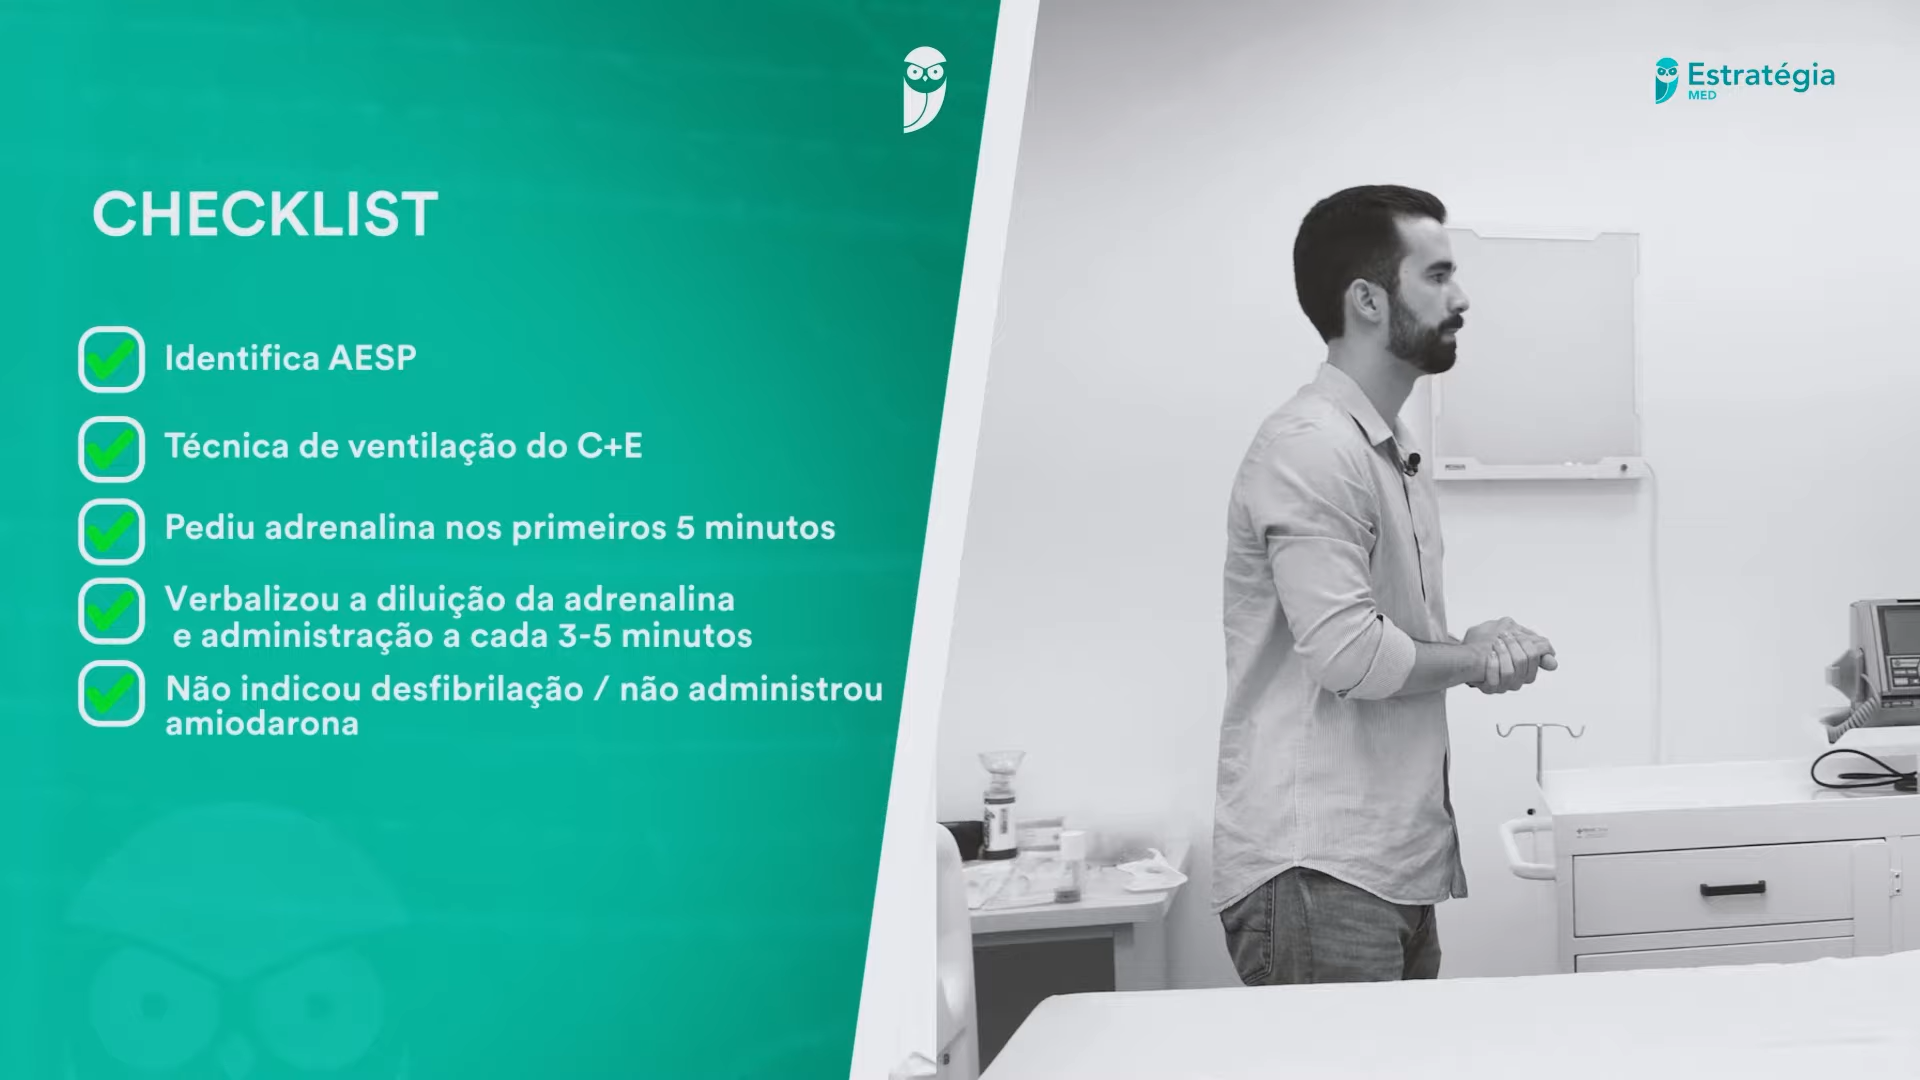 Estratégia
MED
CHECKLIST
Identifica AESP
Técnica de ventilação do C+E
Pediu adrenalina nos primeiros 5 minutos
Verbalizou a diluição da adrenalina
e administração a cada 3-5 minutos
Não indicou desfibrilação / não administrou
amiodarona